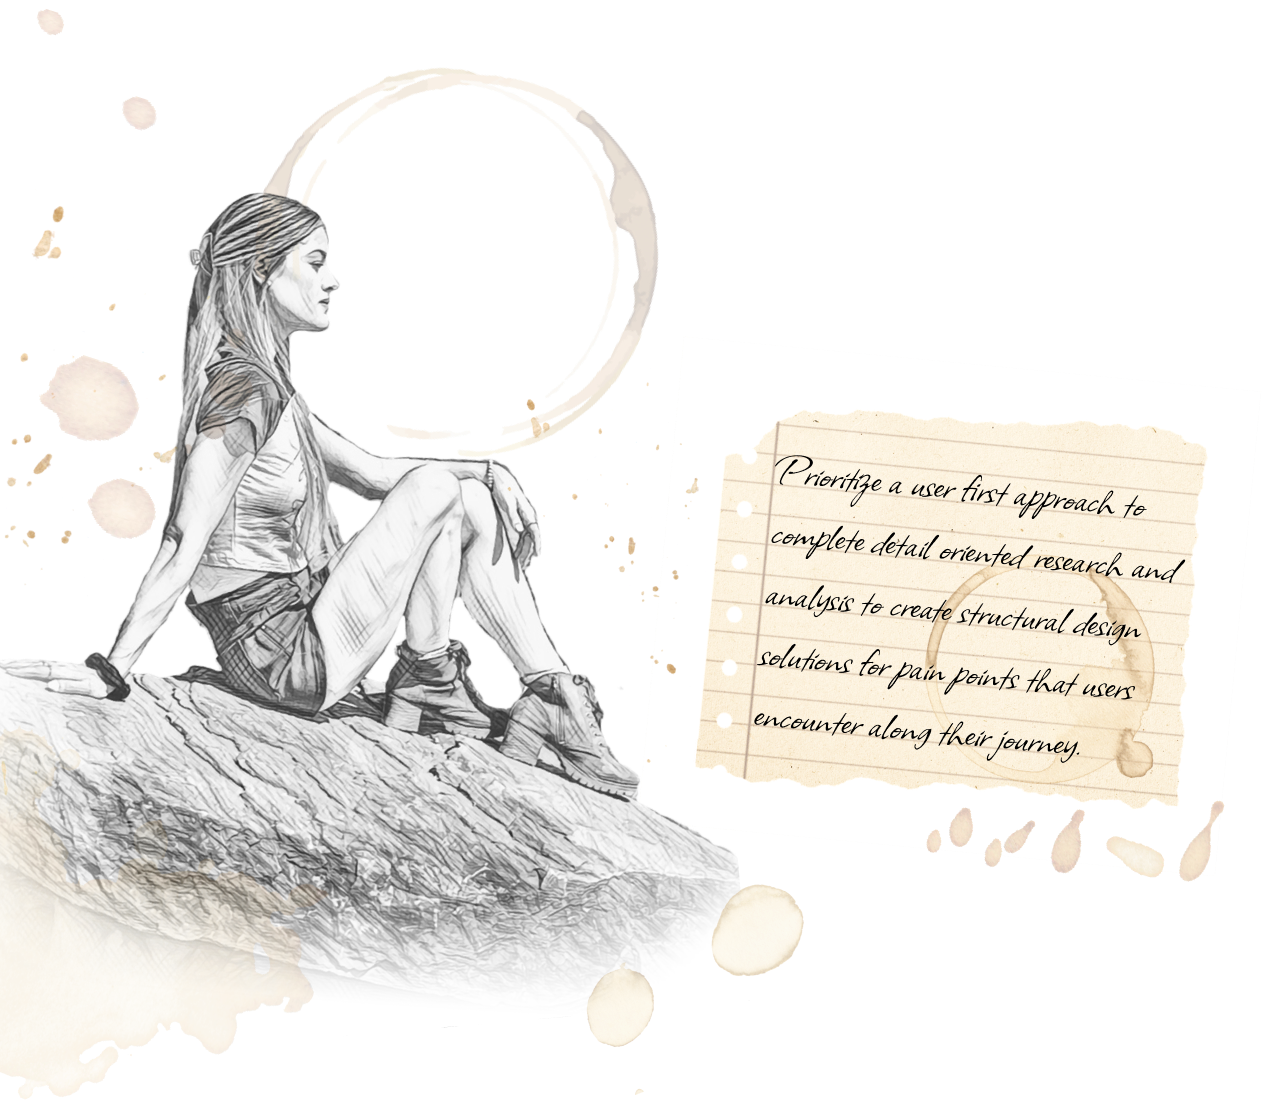 Prioritize a user first approach to
complete detail oriented research and
analysis to create structural design
solutions for pain points that users
encounter along their journey.